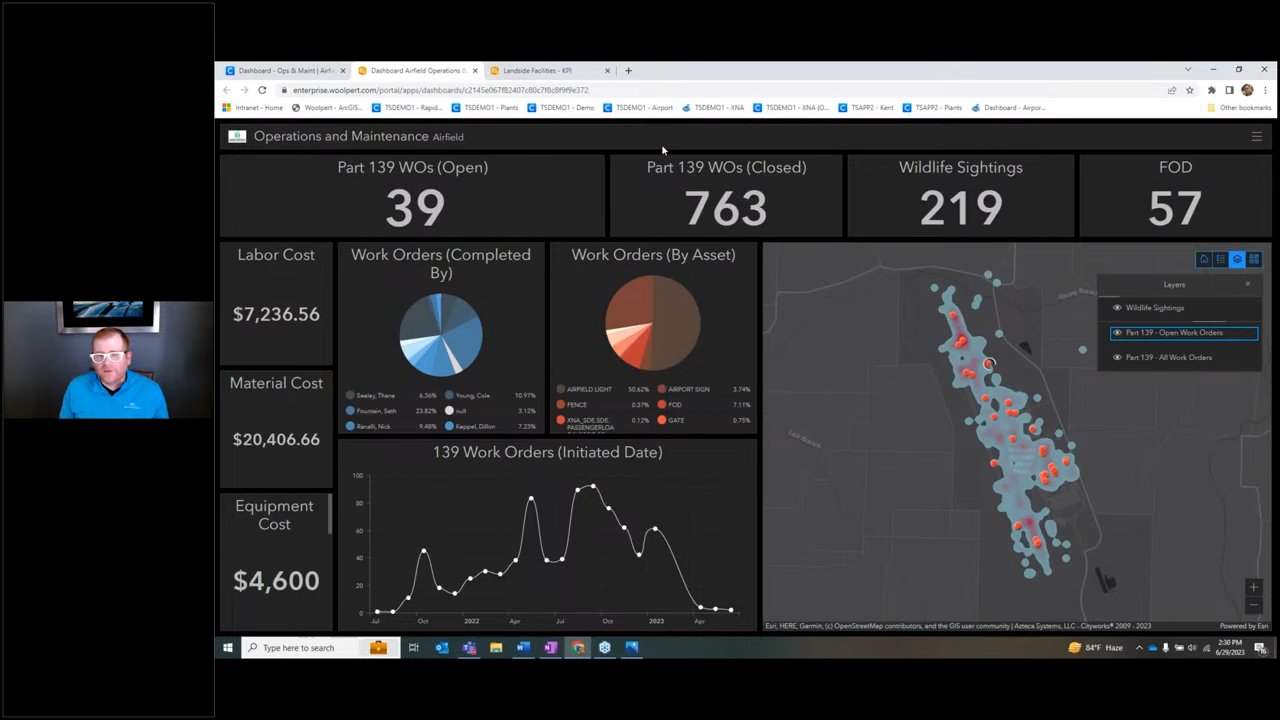 Dashboard - Ops & Maint | Airfi
Dashboard Airfield Operations &
Landside Facilities - KPI
enterprise.woolpert.com/portal/apps/dashboards/c2145e067f82407c80c7f8c8f9f9e372
Intranet - Home
Woolpert - ArcGIS...
TSDEMO1 - Rapid...
TSDEMO1 - Plants
TSDEMO1 - Demo
TSDEMO1 - Airport
TSDEMO1 - XNA
TSDEMO1 - XNA (O...
TSAPP2 - Kent
TSAPP2 - Plants
Dashboard - Airpor...
Other bookmarks
Operations and Maintenance Airfield
Part 139 WOs (Open)
39
Part 139 WOs (Closed)
763
Wildlife Sightings
219
FOD
57
Labor Cost
$7,236.56
Material Cost
$20,406.66
Equipment
Cost
$4,600
Work Orders (Completed
By)
Seeley, Thana 6.36%
Young, Cole 10.97%
Fountain, Seth 23.82%
null 3.12%
Ranalli, Nick 9.48%
Keppel, Dillon 7.23%
Work Orders (By Asset)
AIRFIELD LIGHT 50.62%
AIRPORT SIGN 3.74%
FENCE 0.37%
FOD 7.11%
XNA_SDE.SDE. 0.12%
PASSENGERLOA
GATE 0.75%
139 Work Orders (Initiated Date)
100
80
60
40
20
0
Jul
Oct
2022
Apr
Jul
Oct
2023
Apr
Layers
Wildlife Sightings
Part 139 - Open Work Orders
Part 139 - All Work Orders
Esri, HERE, Garmin, (c) OpenStreetMap contributors, and the GIS user community | Azteca Systems, LLC - Cityworks® 2009 - 2023
Powered by Esri
Type here to search
84°F Haze
2:30 PM
6/29/2023